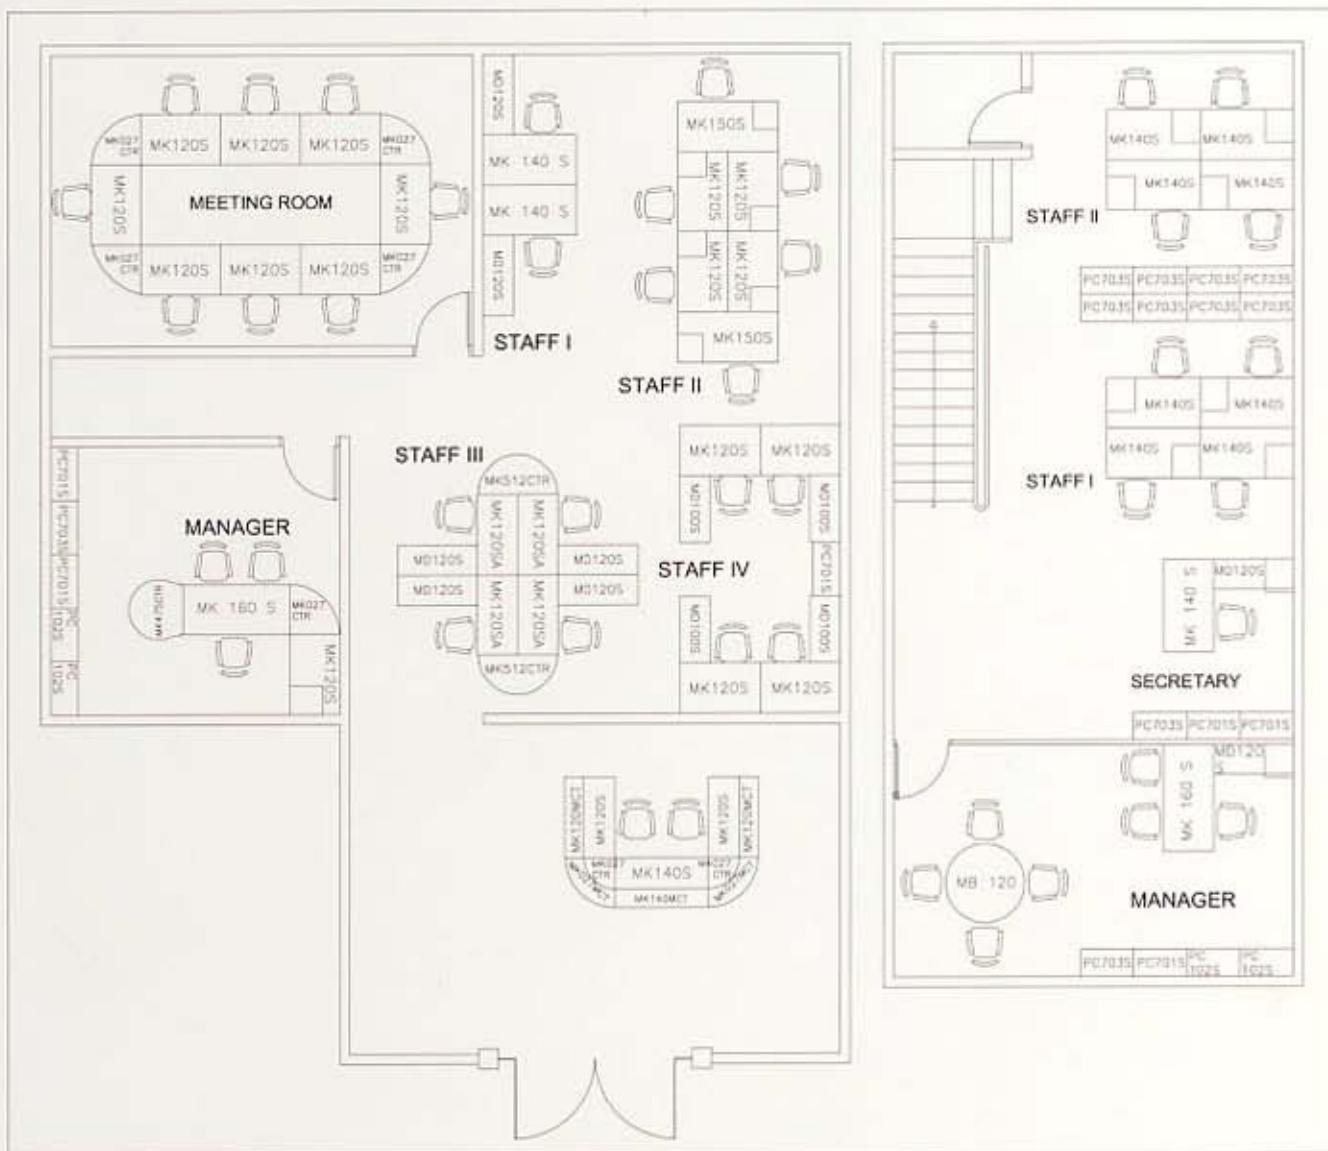 MK027
CTR
MK120S
MK120S
MK120S
MK027
CTR
MK120S
MEETING ROOM
MK120S
MK027
CTR
MK120S
MK120S
MK120S
MK027
CTR
MD120S
MK 140 S
MK 140 S
MD120S
STAFF I
MK150S
MK120S
MK120S
MK120S
MK120S
MK150S
STAFF II
STAFF III
MK512CTR
MK120SA
MK120SA
MD120S
MD120S
MD120S
MD120S
MK120SA
MK120SA
MK512CTR
MK120S
MK120S
MD100S
MD100S
STAFF IV
PC701S
MD100S
MD100S
MK120S
MK120S
PC701S
PC703S
PC701S
PC
102S
PC
102S
MANAGER
MK475CTR
MK 160 S
MK027
CTR
MK120S
MK120MCT
MK120S
MK120S
MK120MCT
MK027
CTR
MK140S
MK027
CTR
MK027MCT
MK140MCT
MK027MCT
MK140S
MK140S
MK140S
MK140S
STAFF II
PC703S
PC703S
PC703S
PC703S
PC703S
PC703S
PC703S
PC703S
MK140S
MK140S
MK140S
MK140S
STAFF I
MK 140 S
MD120S
SECRETARY
PC703S
PC701S
PC701S
MK 160 S
MD120
S
MB 120
MANAGER
PC703S
PC701S
PC
102S
PC
102S